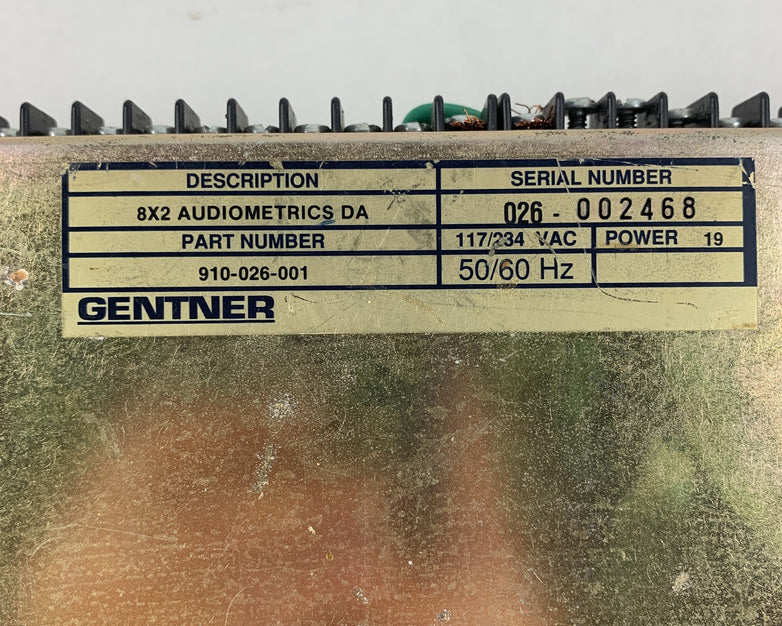 DESCRIPTION SERIAL NUMBER
8X2 AUDIOMETRICS DA 026 - 002468
PART NUMBER 117/234 VAC POWER 19
910-026-001 50/60 Hz
GENTNER